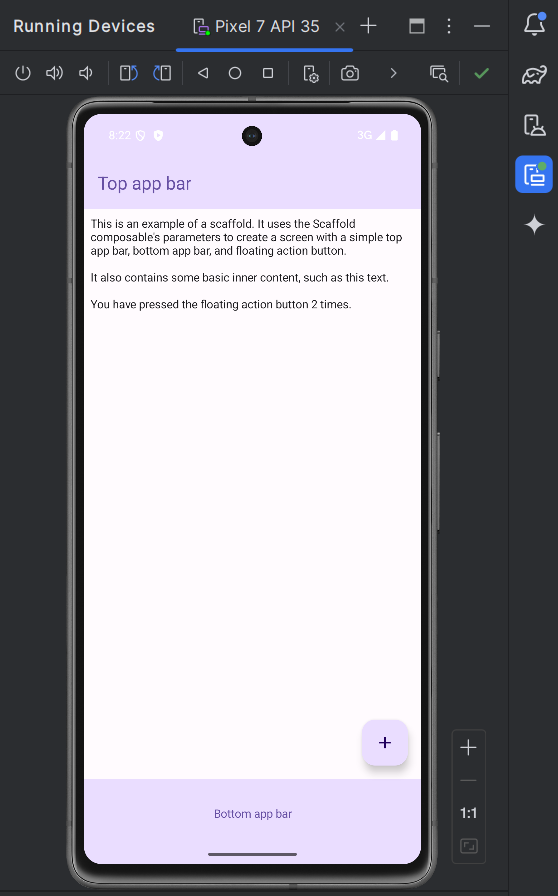 Running Devices
Pixel 7 API 35
8:22
3G
Top app bar
This is an example of a scaffold. It uses the Scaffold
composable's parameters to create a screen with a simple top
app bar, bottom app bar, and floating action button.
It also contains some basic inner content, such as this text.
You have pressed the floating action button 2 times.
Bottom app bar
1:1